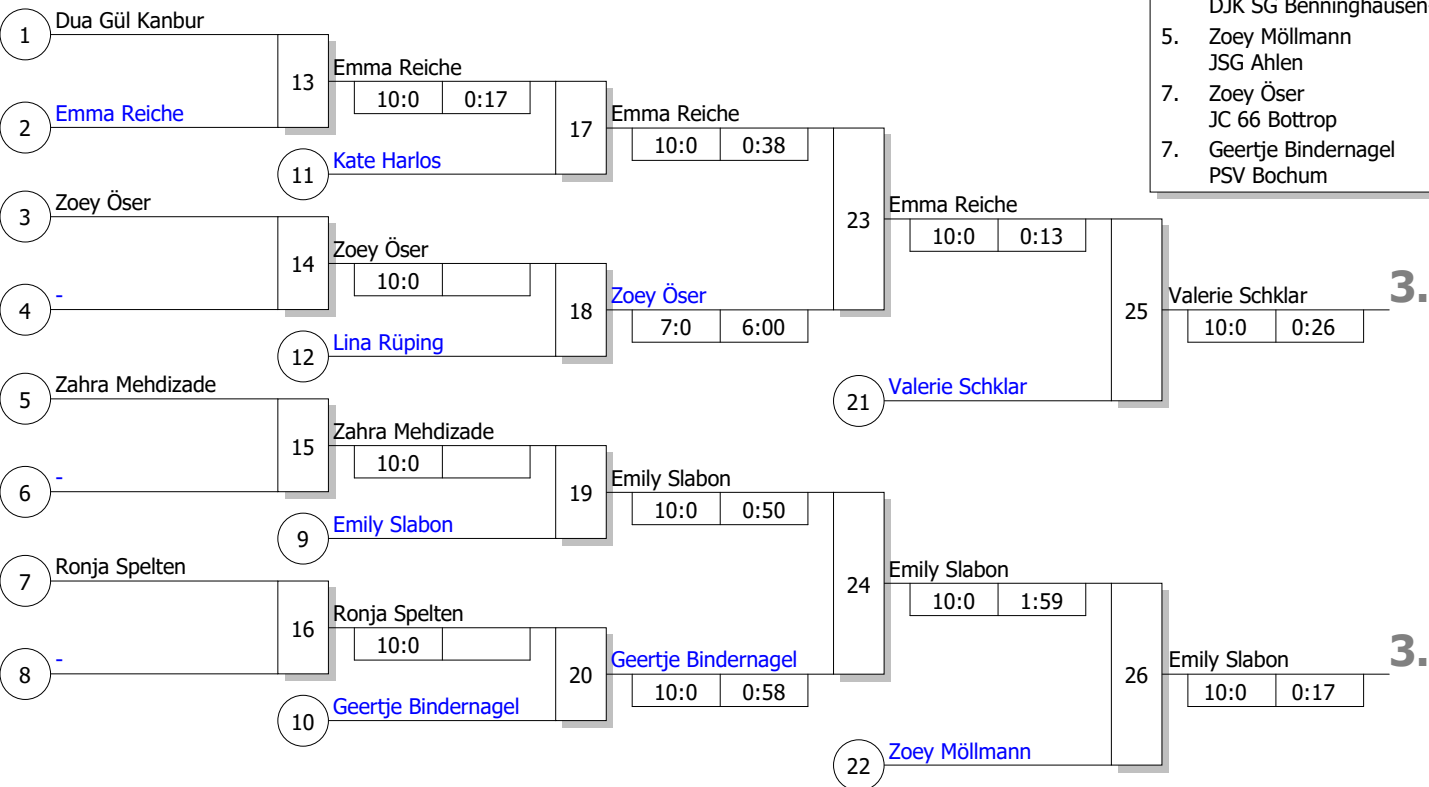 DJK SG Benninghausen
5. Zoey Möllmann
JSG Ahlen
7. Zoey Öser
JC 66 Bottrop
7. Geertje Bindernagel
PSV Bochum
1 Dua Gül Kanbur
13 Emma Reiche
10:0 0:17
2 Emma Reiche
17 Emma Reiche
10:0 0:38
11 Kate Harlos
3 Zoey Öser
23 Emma Reiche
10:0 0:13
14 Zoey Öser
10:0
4 -
18 Zoey Öser
7:0 6:00
12 Lina Rüping
25 Valerie Schklar 3.
10:0 0:26
5 Zahra Mehdizade
21 Valerie Schklar
15 Zahra Mehdizade
10:0
6 -
19 Emily Slabon
10:0 0:50
9 Emily Slabon
7 Ronja Spelten
24 Emily Slabon
10:0 1:59
16 Ronja Spelten
10:0
8 -
20 Geertje Bindernagel
10:0 0:58
10 Geertje Bindernagel
26 Emily Slabon 3.
10:0 0:17
22 Zoey Möllmann